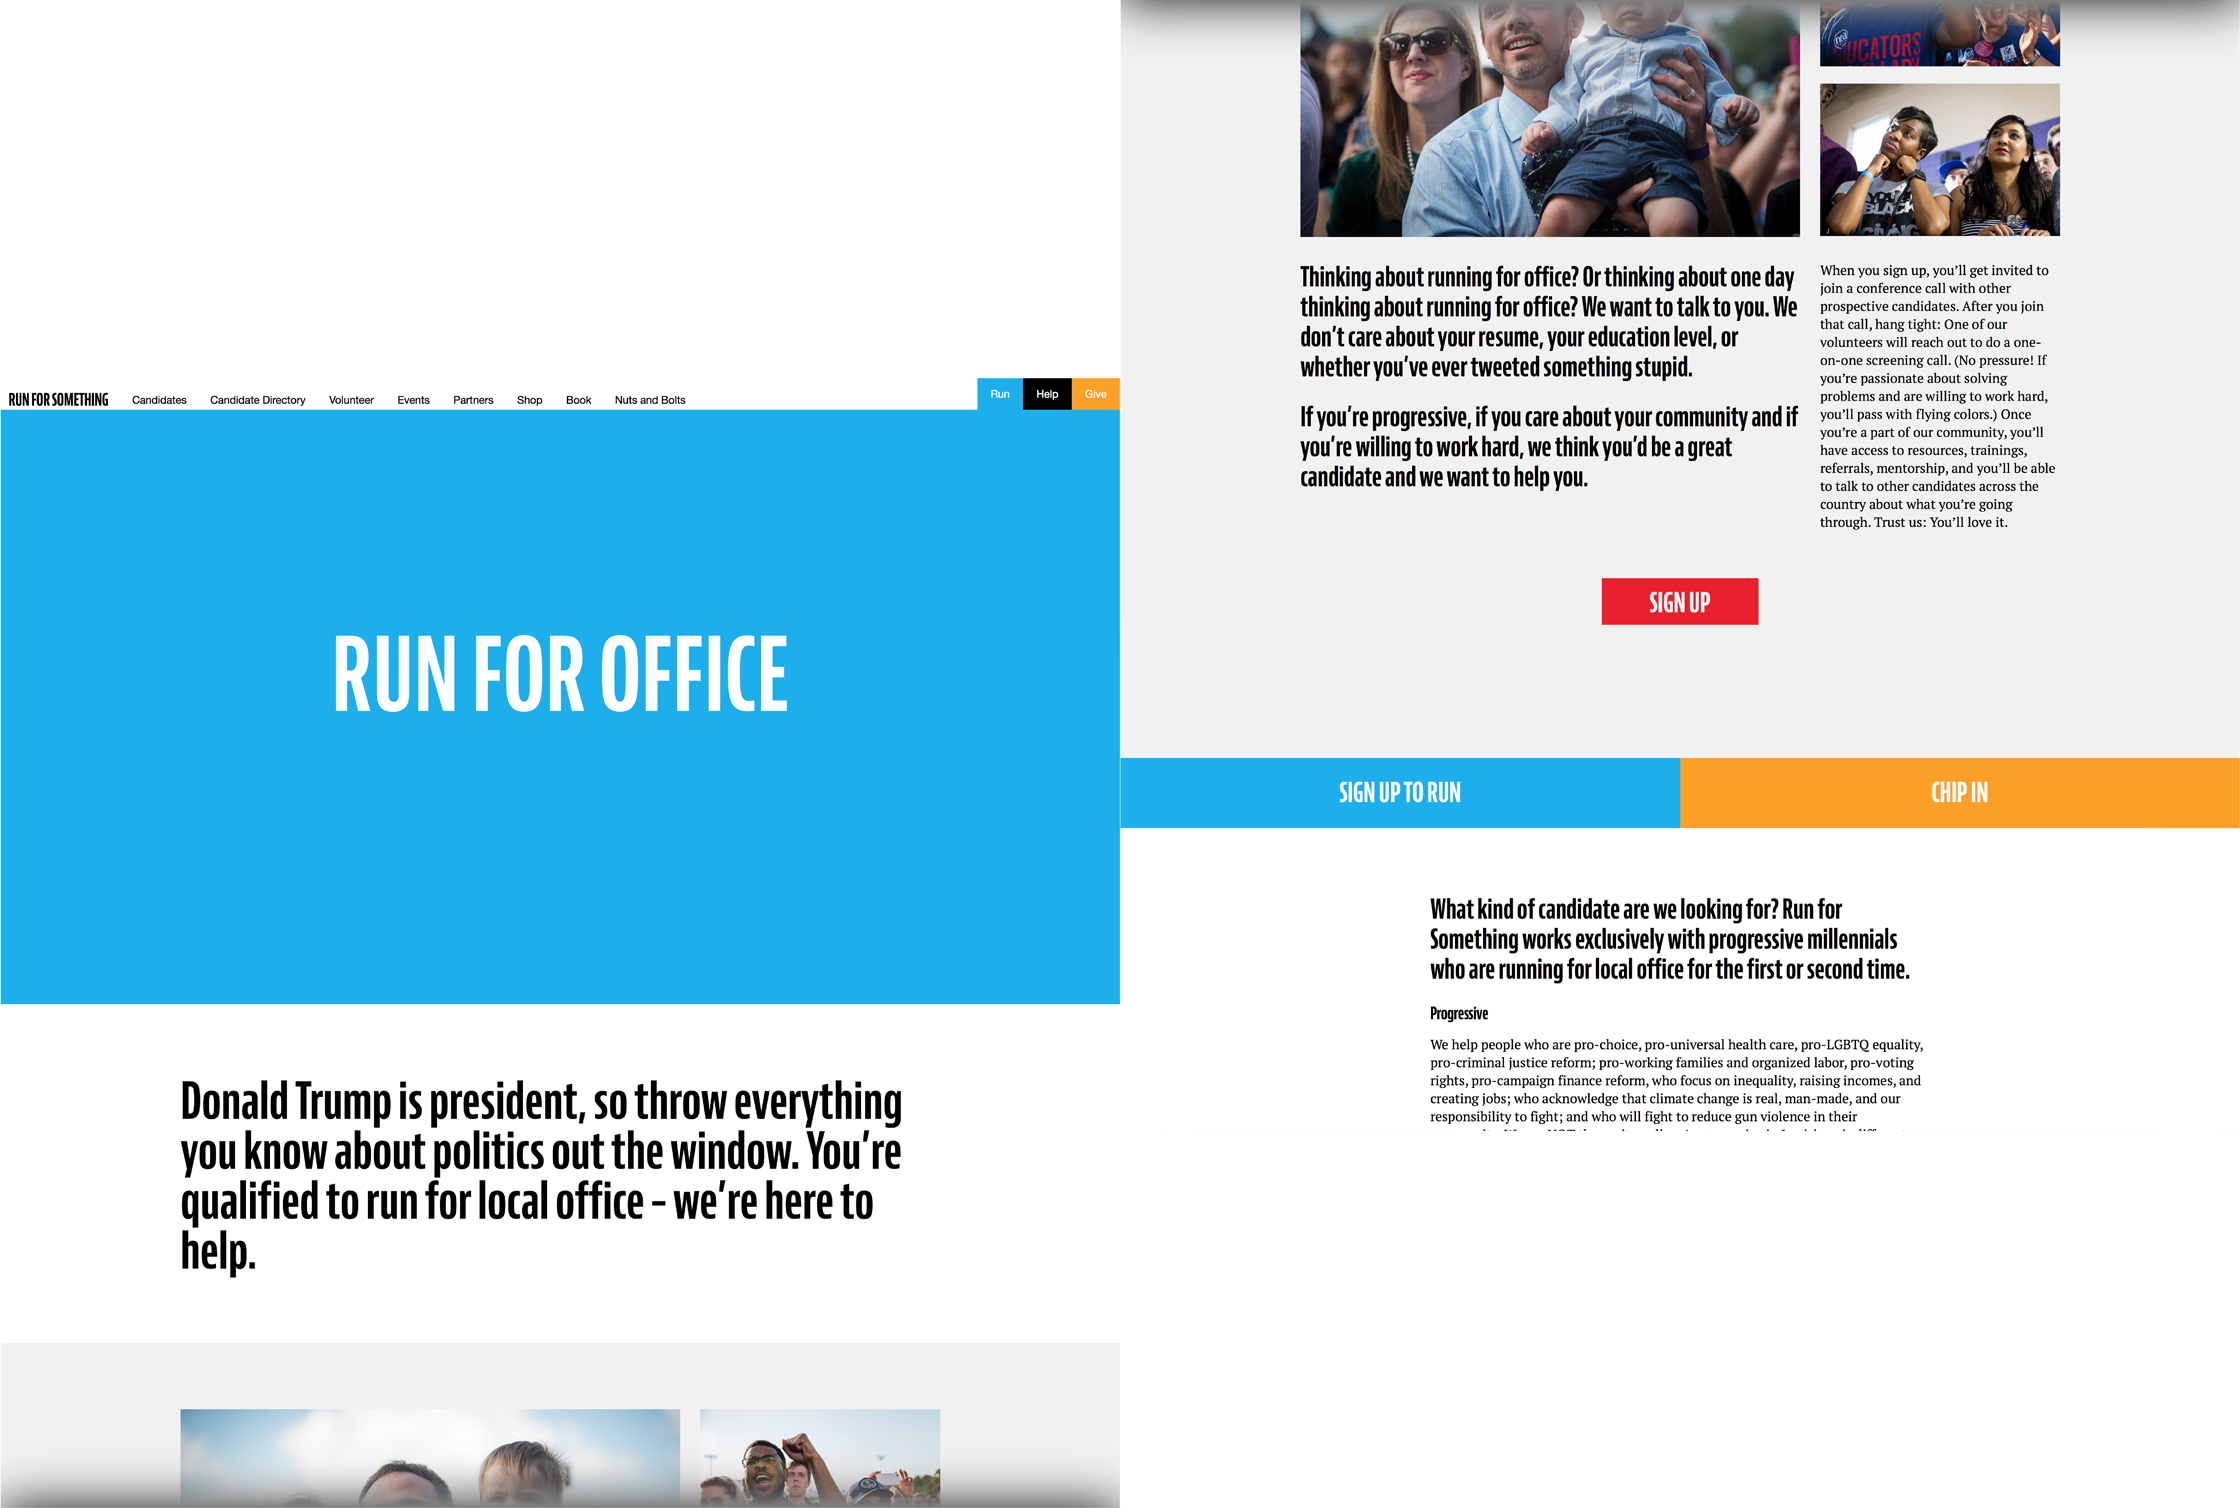 RUN FOR SOMETHING Candidates Candidate Directory Volunteer Events Partners Shop Book Nuts and Bolts Run Help Give
RUN FOR OFFICE
Donald Trump is president, so throw everything
you know about politics out the window. You’re
qualified to run for local office – we’re here to
help.
UCATORS
BLACK
Thinking about running for office? Or thinking about one day
thinking about running for office? We want to talk to you. We
don’t care about your resume, your education level, or
whether you’ve ever tweeted something stupid.
If you’re progressive, if you care about your community and if
you’re willing to work hard, we think you’d be a great
candidate and we want to help you.
When you sign up, you’ll get invited to
join a conference call with other
prospective candidates. After you join
that call, hang tight: One of our
volunteers will reach out to do a one-
on-one screening call. (No pressure! If
you’re passionate about solving
problems and are willing to work hard,
you’ll pass with flying colors.) Once
you’re a part of our community, you’ll
have access to resources, trainings,
referrals, mentorship, and you’ll be able
to talk to other candidates across the
country about what you’re going
through. Trust us: You’ll love it.
SIGN UP
SIGN UP TO RUN
CHIP IN
What kind of candidate are we looking for? Run for
Something works exclusively with progressive millennials
who are running for local office for the first or second time.
Progressive
We help people who are pro-choice, pro-universal health care, pro-LGBTQ equality,
pro-criminal justice reform; pro-working families and organized labor, pro-voting
rights, pro-campaign finance reform, who focus on inequality, raising incomes, and
creating jobs; who acknowledge that climate change is real, man-made, and our
responsibility to fight; and who will fight to reduce gun violence in their